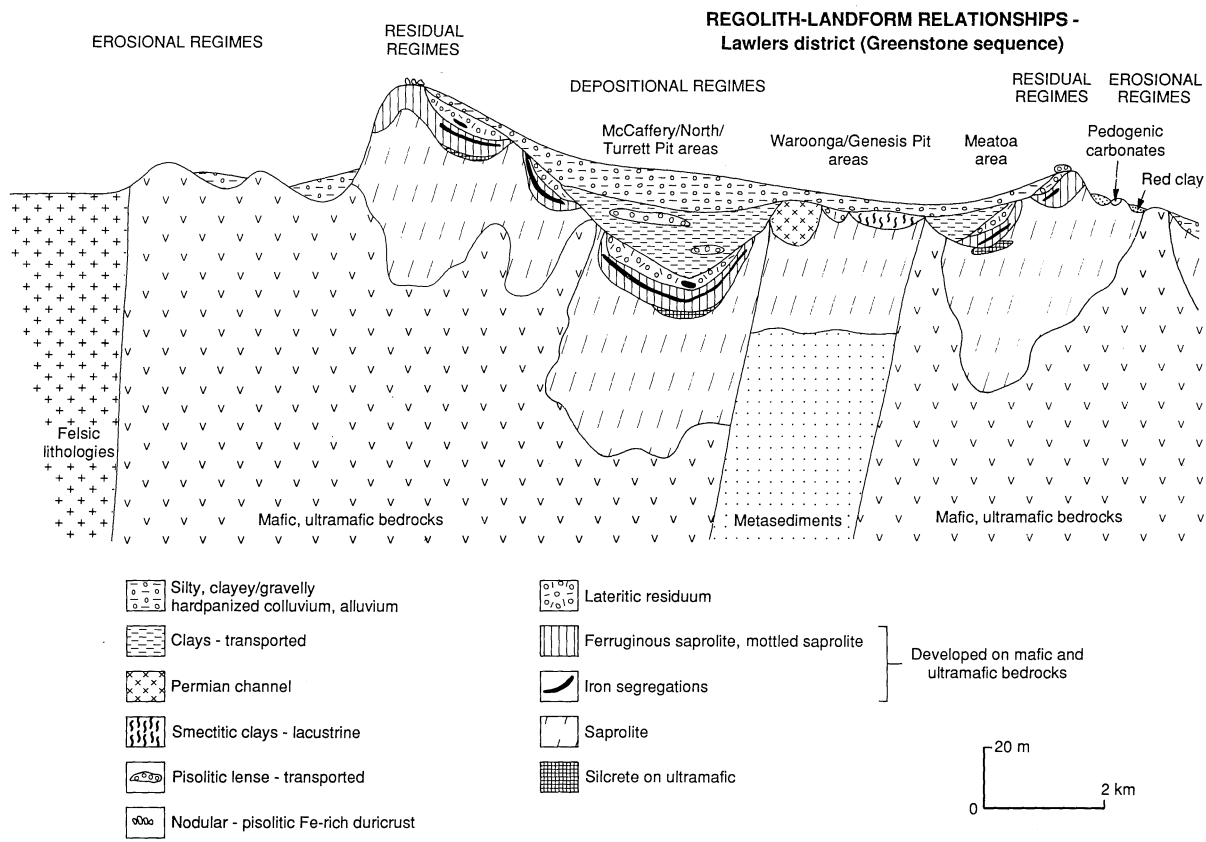 REGOLITH-LANDFORM RELATIONSHIPS -
Lawlers district (Greenstone sequence)
EROSIONAL REGIMES
RESIDUAL
REGIMES
DEPOSITIONAL REGIMES
RESIDUAL
REGIMES
EROSIONAL
REGIMES
McCaffery/North/
Turrett Pit areas
Waroonga/Genesis Pit
areas
Meatoa
area
Pedogenic
carbonates
Red clay
Felsic
lithologies
Mafic, ultramafic bedrocks
Metasediments
Mafic, ultramafic bedrocks
Silty, clayey/gravelly
hardpanized colluvium, alluvium
Clays - transported
Permian channel
Smectitic clays - lacustrine
Pisolitic lense - transported
Nodular - pisolitic Fe-rich duricrust
Lateritic residuum
Ferruginous saprolite, mottled saprolite
Iron segregations
Saprolite
Silcrete on ultramafic
Developed on mafic and
ultramafic bedrocks
20 m
2 km
0